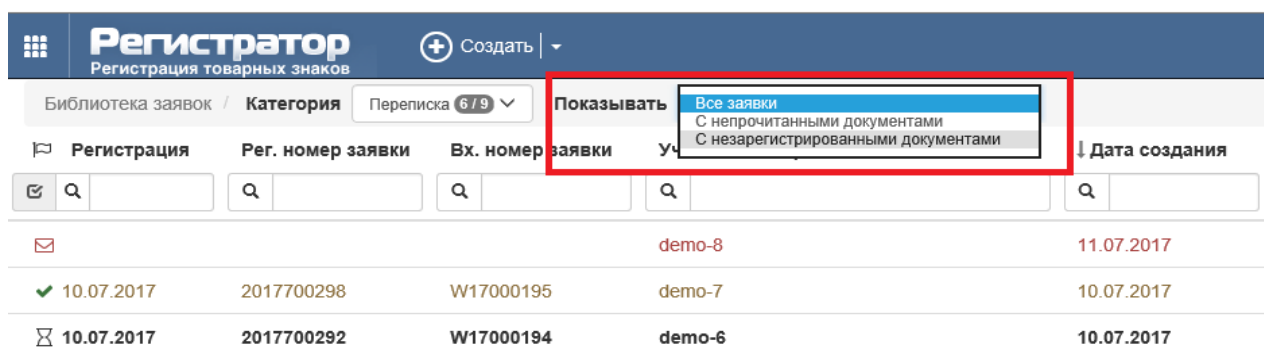 Регистратор
Регистрация товарных знаков
Создать
Библиотека заявок / Категория Переписка 6 / 9 Показывать Все заявки
С непрочитанными документами
С незарегистрированными документами
Регистрация Рег. номер заявки Вх. номер заявки Дата создания
demo-8 11.07.2017
10.07.2017 2017700298 W17000195 demo-7 10.07.2017
10.07.2017 2017700292 W17000194 demo-6 10.07.2017